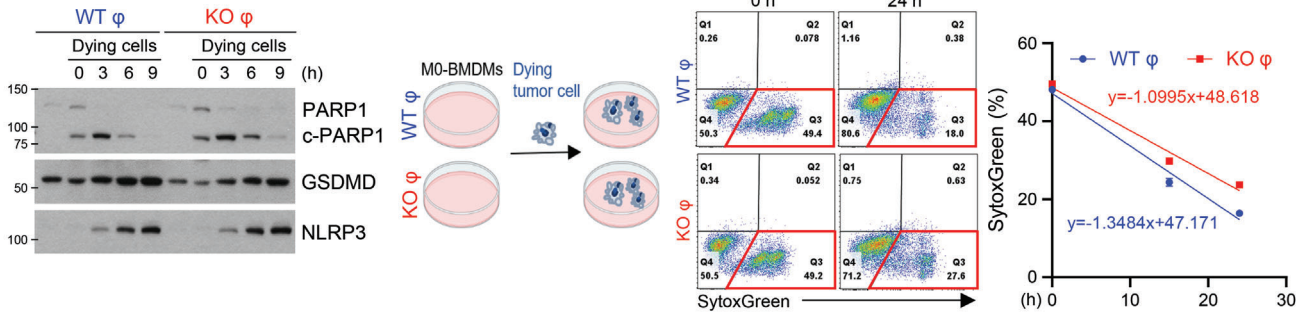 WT φ KO φ
Dying cells Dying cells
0 3 6 9 0 3 6 9 (h)
150
100
75
PARP1
c-PARP1
50
GSDMD
100
NLRP3
M0-BMDMs
Dying
tumor cell
WT φ
KO φ
0 h 24 h
WT φ
Q1
0.26
Q2
0.078
Q4
50.3
Q3
49.4
Q1
1.16
Q2
0.38
Q4
80.6
Q3
18.0
KO φ
Q1
0.34
Q2
0.052
Q4
50.5
Q3
49.2
Q1
0.75
Q2
0.63
Q4
71.2
Q3
27.6
SytoxGreen
SytoxGreen (%)
60
40
20
0
WT φ KO φ
y=-1.0995x+48.618
y=-1.3484x+47.171
(h) 0 10 20 30